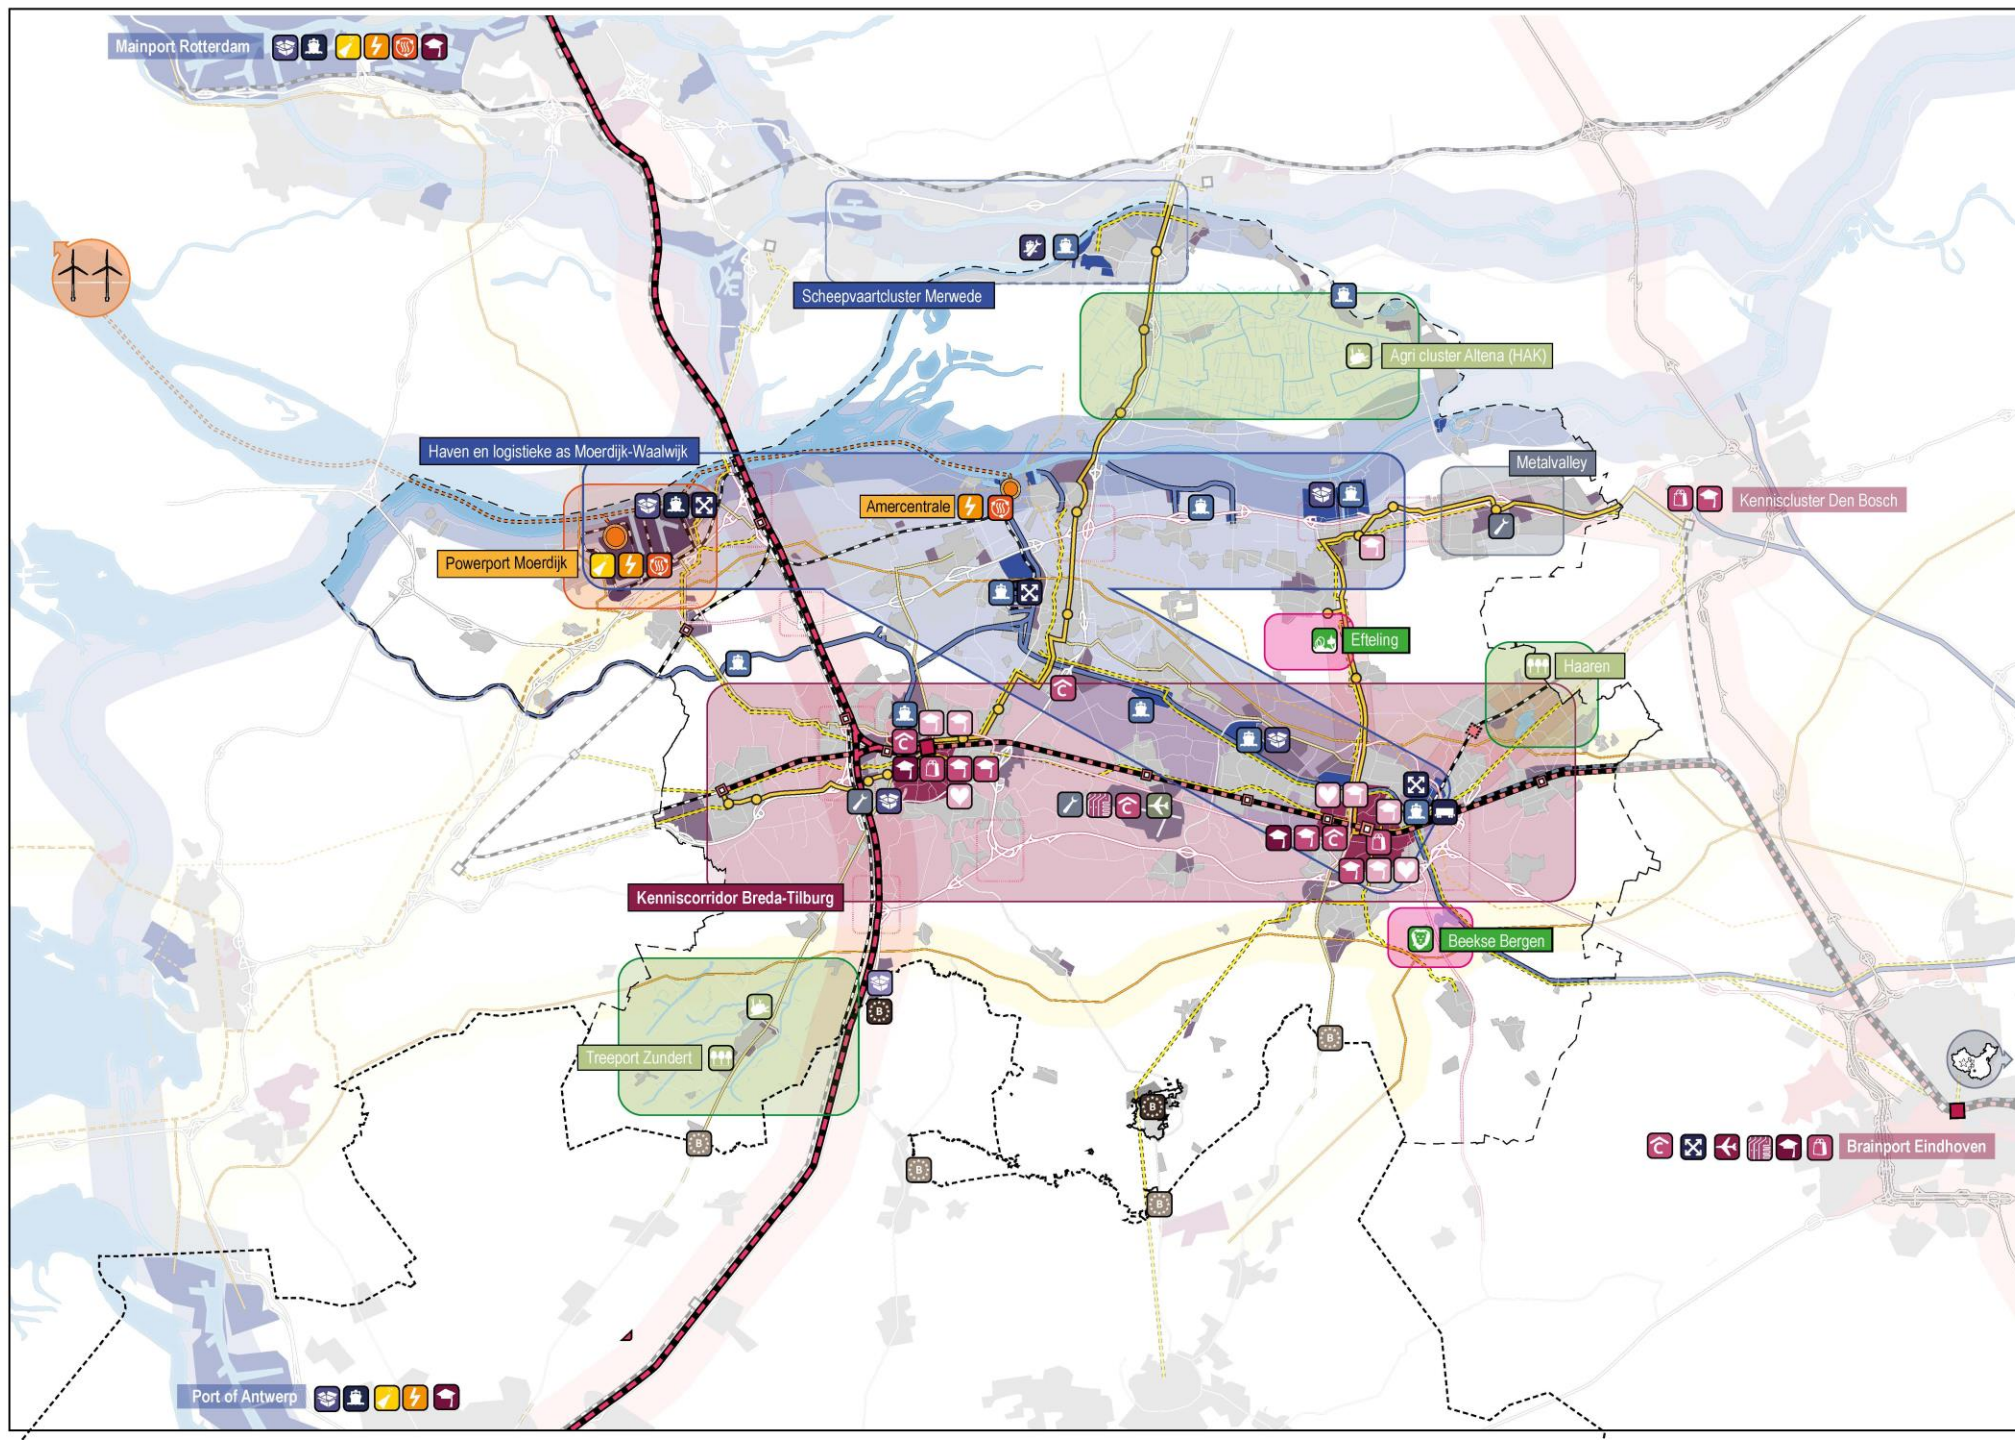 Mainport Rotterdam
Scheepvaartcluster Merwede
Agri cluster Altena (HAK)
Haven en logistieke as Moerdijk-Waalwijk
Metalvalley
Kenniscluster Den Bosch
Amercentrale
Powerport Moerdijk
Efteling
Haaren
C
C
C
C
Kenniscorridor Breda-Tilburg
Beekse Bergen
B
B
Treeport Zundert
B
B
B
B
C
Brainport Eindhoven
Port of Antwerp